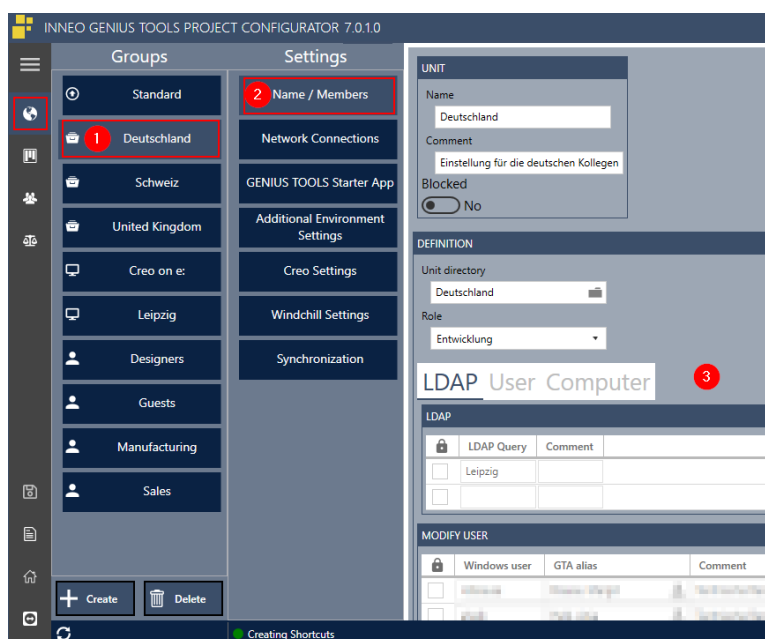 INNEO GENIUS TOOLS PROJECT CONFIGURATOR 7.0.1.0
Groups
Standard
1
Deutschland
Schweiz
United Kingdom
Creo on e:
Leipzig
Designers
Guests
Manufacturing
Sales
Create
Delete
Settings
2
Name / Members
Network Connections
GENIUS TOOLS Starter App
Additional Environment
Settings
Creo Settings
Windchill Settings
Synchronization
UNIT
Name
Deutschland
Comment
Einstellung für die deutschen Kollegen
Blocked
No
DEFINITION
Unit directory
Deutschland
Role
Entwicklung
LDAP User Computer
3
LDAP
LDAP Query Comment
Leipzig
MODIFY USER
Windows user GTA alias Comment
Creating Shortcuts